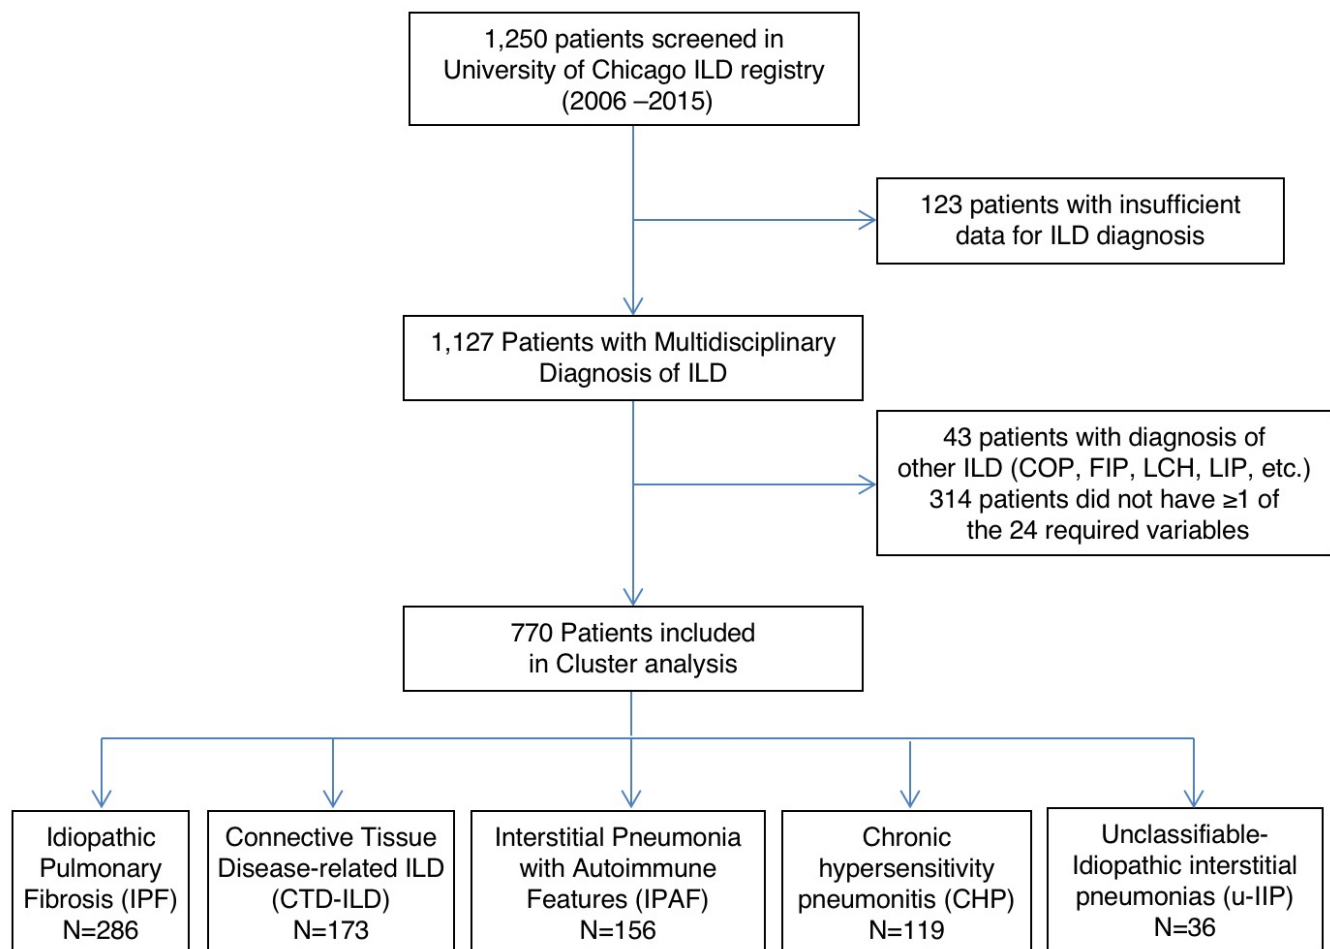 1,250 patients screened in
University of Chicago ILD registry
(2006 –2015)
123 patients with insufficient
data for ILD diagnosis
1,127 Patients with Multidisciplinary
Diagnosis of ILD
43 patients with diagnosis of
other ILD (COP, FIP, LCH, LIP, etc.)
314 patients did not have ≥1 of
the 24 required variables
770 Patients included
in Cluster analysis
Idiopathic
Pulmonary
Fibrosis (IPF)
N=286
Connective Tissue
Disease-related ILD
(CTD-ILD)
N=173
Interstitial Pneumonia
with Autoimmune
Features (IPAF)
N=156
Chronic
hypersensitivity
pneumonitis (CHP)
N=119
Unclassifiable-
Idiopathic interstitial
pneumonias (u-IIP)
N=36